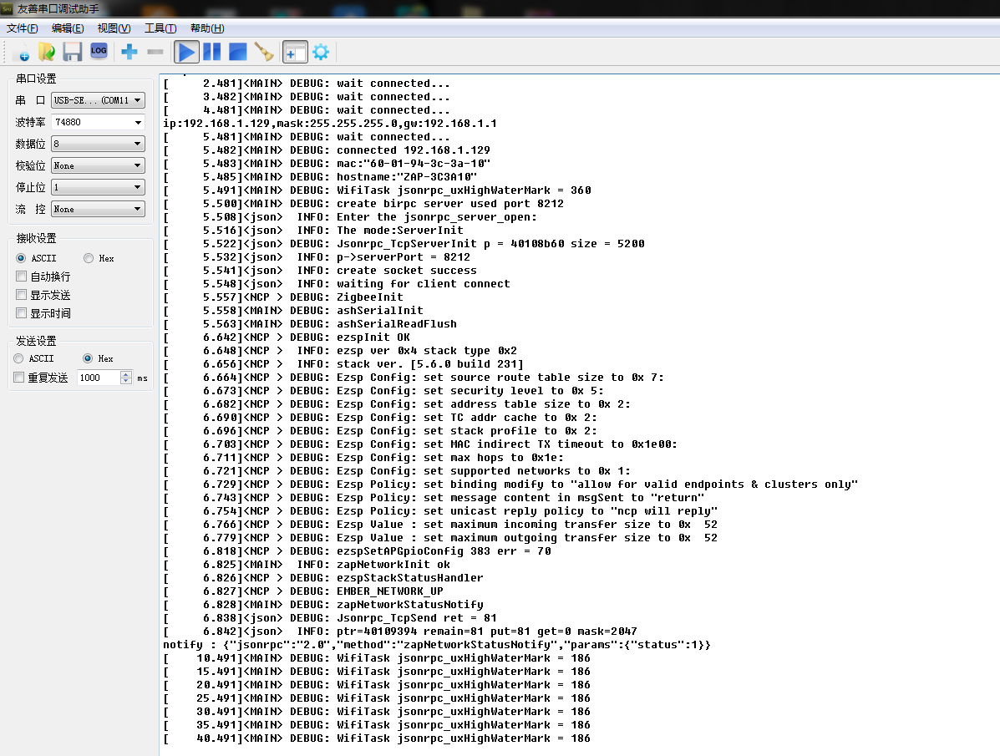 友善串口调试助手
文件(F) 编辑(E) 视图(V) 工具(T) 帮助(H)
LOG
串口设置
串 口 USB-SE...(COM11
波特率 74880
数据位 8
校验位 None
停止位 1
流 控 None
接收设置
ASCII Hex
自动换行
显示发送
显示时间
发送设置
ASCII Hex
重复发送 1000 ms
[     2.481]<MAIN> DEBUG: wait connected...
[     3.482]<MAIN> DEBUG: wait connected...
[     4.481]<MAIN> DEBUG: wait connected...
ip:192.168.1.129,mask:255.255.255.0,gw:192.168.1.1
[     5.481]<MAIN> DEBUG: wait connected...
[     5.482]<MAIN> DEBUG: connected 192.168.1.129
[     5.483]<MAIN> DEBUG: mac:"60-01-94-3c-3a-10"
[     5.485]<MAIN> DEBUG: hostname:"ZAP-3C3A10"
[     5.491]<MAIN> DEBUG: WifiTask jsonrpc_uxHighWaterMark = 360
[     5.500]<MAIN> DEBUG: create birpc server used port 8212
[     5.508]<json>  INFO: Enter the jsonrpc_server_open:
[     5.516]<json>  INFO: The mode:ServerInit
[     5.522]<json> DEBUG: Jsonrpc_TcpServerInit p = 40108b60 size = 5200
[     5.532]<json>  INFO: p->serverPort = 8212
[     5.541]<json>  INFO: create socket success
[     5.548]<json>  INFO: waiting for client connect
[     5.557]<NCP > DEBUG: ZigbeeInit
[     5.558]<MAIN> DEBUG: ashSerialInit
[     5.563]<MAIN> DEBUG: ashSerialReadFlush
[     6.642]<NCP > DEBUG: ezspInit OK
[     6.648]<NCP >  INFO: ezsp ver 0x4 stack type 0x2
[     6.656]<NCP >  INFO: stack ver. [5.6.0 build 231]
[     6.664]<NCP > DEBUG: Ezsp Config: set source route table size to 0x 7:
[     6.673]<NCP > DEBUG: Ezsp Config: set security level to 0x 5:
[     6.682]<NCP > DEBUG: Ezsp Config: set address table size to 0x 2:
[     6.690]<NCP > DEBUG: Ezsp Config: set TC addr cache to 0x 2:
[     6.696]<NCP > DEBUG: Ezsp Config: set stack profile to 0x 2:
[     6.703]<NCP > DEBUG: Ezsp Config: set MAC indirect TX timeout to 0x1e00:
[     6.711]<NCP > DEBUG: Ezsp Config: set max hops to 0x1e:
[     6.721]<NCP > DEBUG: Ezsp Config: set supported networks to 0x 1:
[     6.729]<NCP > DEBUG: Ezsp Policy: set binding modify to "allow for valid endpoints & clusters only"
[     6.743]<NCP > DEBUG: Ezsp Policy: set message content in msgSent to "return"
[     6.754]<NCP > DEBUG: Ezsp Policy: set unicast reply policy to "ncp will reply"
[     6.766]<NCP > DEBUG: Ezsp Value : set maximum incoming transfer size to 0x  52
[     6.779]<NCP > DEBUG: Ezsp Value : set maximum outgoing transfer size to 0x  52
[     6.818]<NCP > DEBUG: ezspSetAPGpioConfig 383 err = 70
[     6.825]<MAIN>  INFO: zapNetworkInit ok
[     6.826]<NCP > DEBUG: ezspStackStatusHandler
[     6.827]<NCP > DEBUG: EMBER_NETWORK_UP
[     6.828]<MAIN> DEBUG: zapNetworkStatusNotify
[     6.838]<json> DEBUG: Jsonrpc_TcpSend ret = 81
[     6.842]<json>  INFO: ptr=40109394 remain=81 put=81 get=0 mask=2047
notify : {"jsonrpc":"2.0","method":"zapNetworkStatusNotify","params":{"status":1}}
[    10.491]<MAIN> DEBUG: WifiTask jsonrpc_uxHighWaterMark = 186
[    15.491]<MAIN> DEBUG: WifiTask jsonrpc_uxHighWaterMark = 186
[    20.491]<MAIN> DEBUG: WifiTask jsonrpc_uxHighWaterMark = 186
[    25.491]<MAIN> DEBUG: WifiTask jsonrpc_uxHighWaterMark = 186
[    30.491]<MAIN> DEBUG: WifiTask jsonrpc_uxHighWaterMark = 186
[    35.491]<MAIN> DEBUG: WifiTask jsonrpc_uxHighWaterMark = 186
[    40.491]<MAIN> DEBUG: WifiTask jsonrpc_uxHighWaterMark = 186